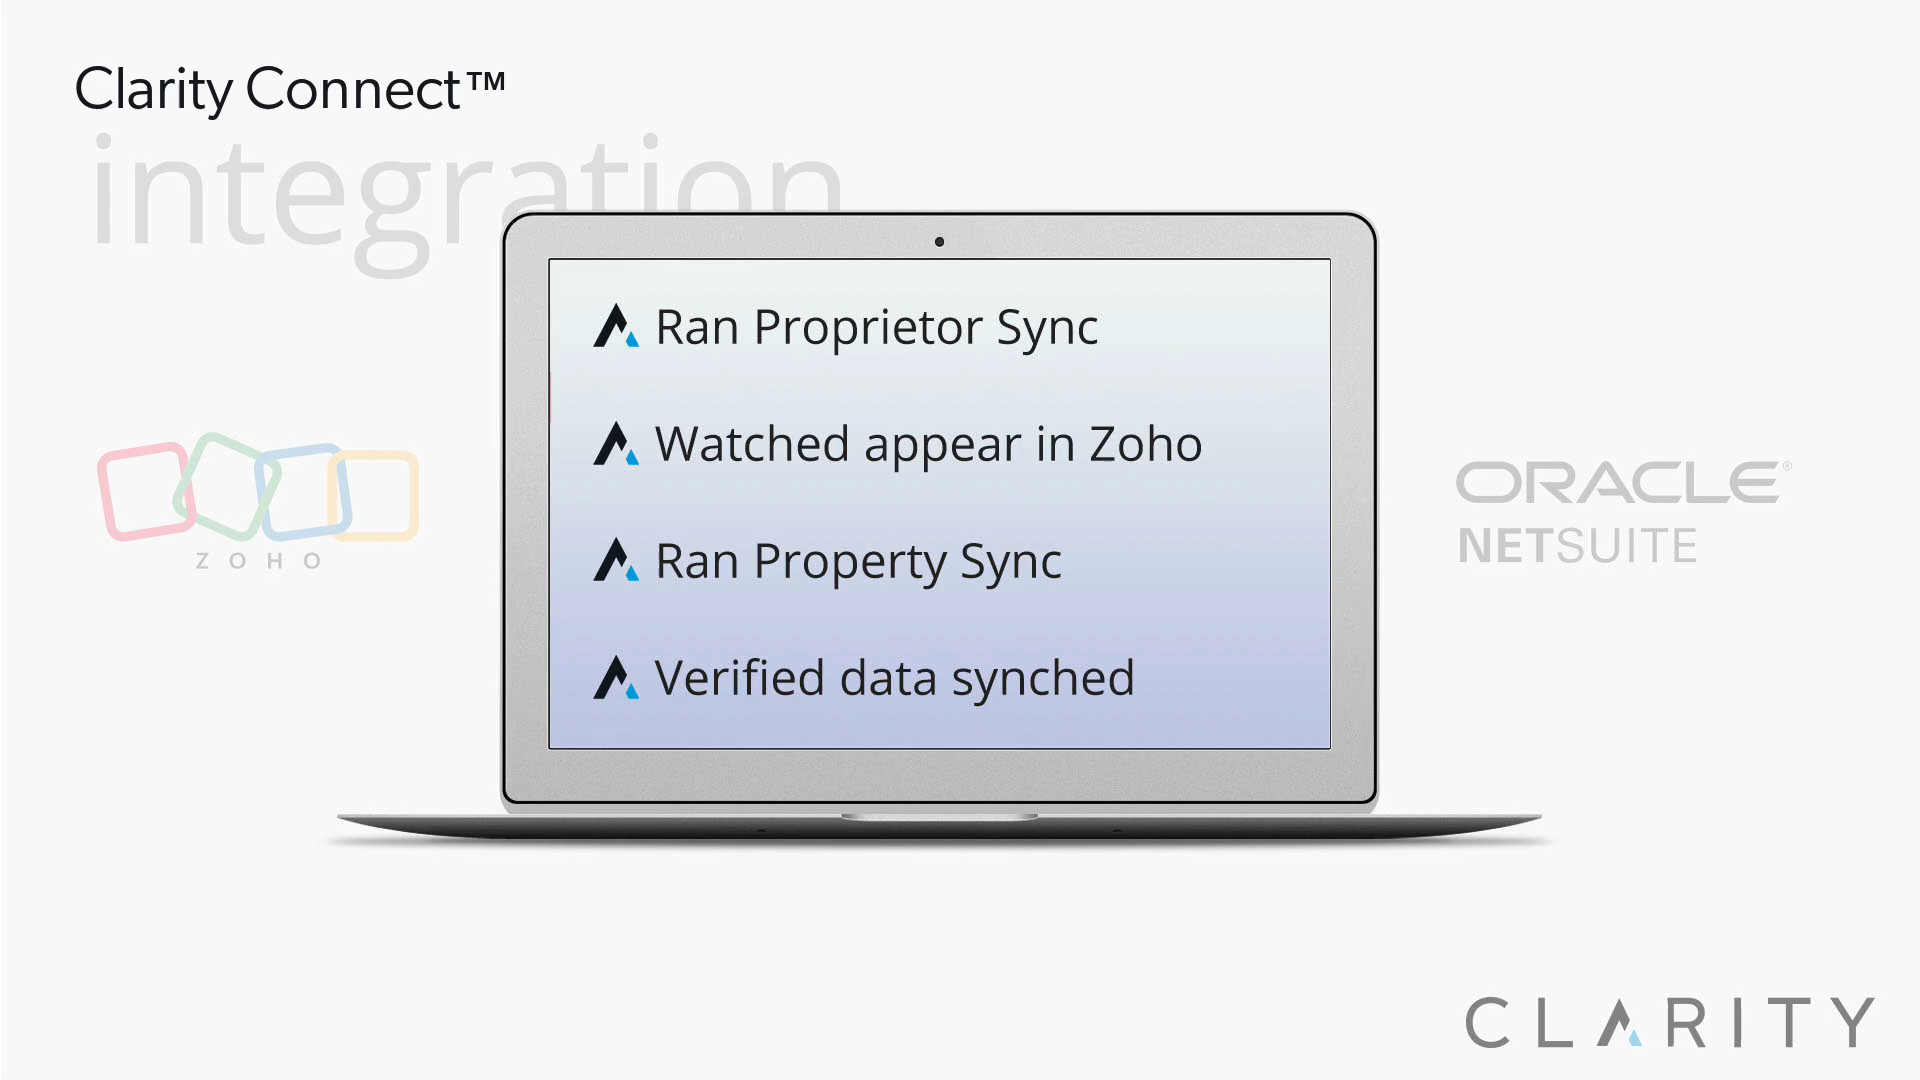 Clarity Connect™
integration
Ran Proprietor Sync
Watched appear in Zoho
Ran Property Sync
Verified data synched
ZOHO
ORACLE®
NETSUITE
CLARITY